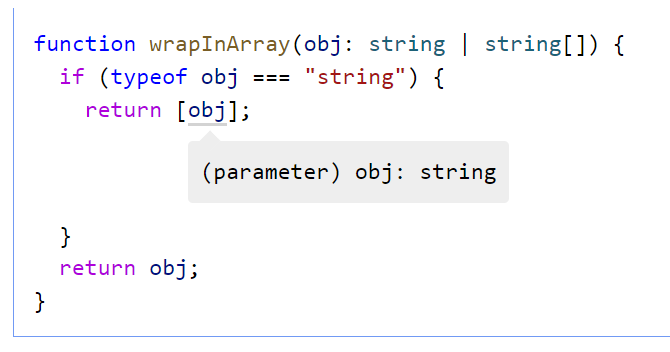 function wrapInArray(obj: string | string[]) {
  if (typeof obj === "string") {
    return [obj];
(parameter) obj: string
  }
  return obj;
}